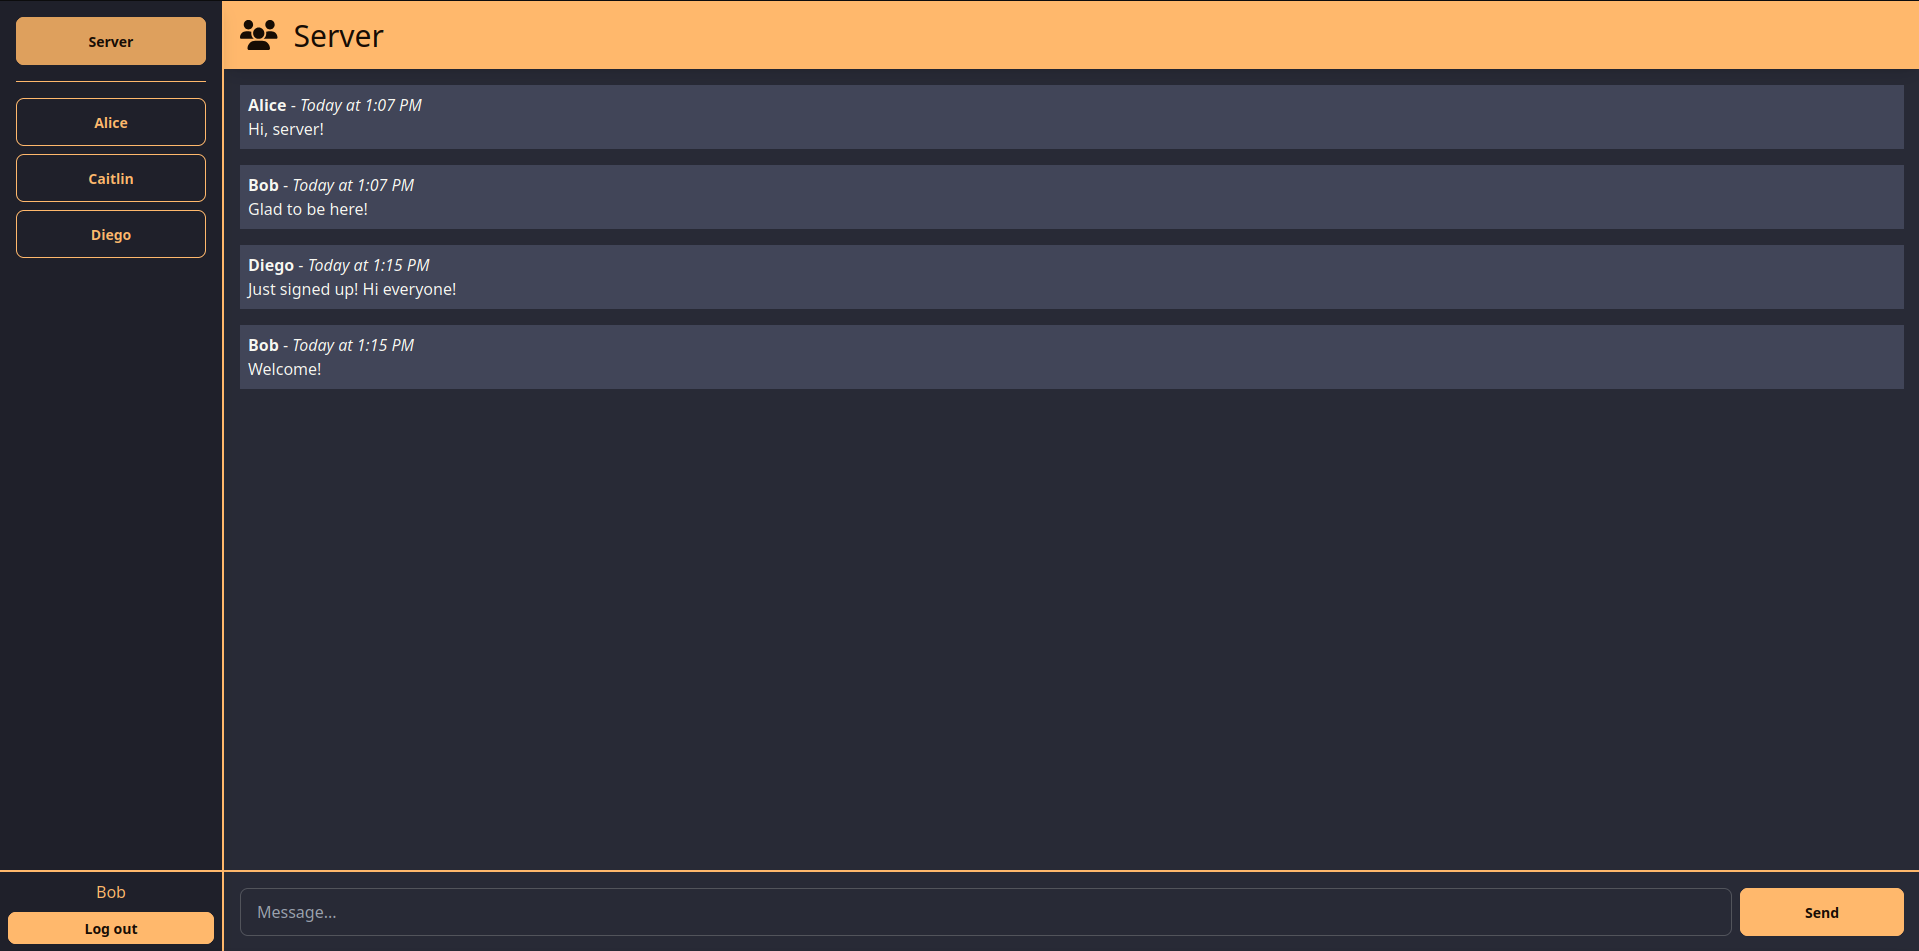 Server
Alice
Caitlin
Diego
Bob
Log out
Server
Alice - Today at 1:07 PM
Hi, server!
Bob - Today at 1:07 PM
Glad to be here!
Diego - Today at 1:15 PM
Just signed up! Hi everyone!
Bob - Today at 1:15 PM
Welcome!
Message...
Send